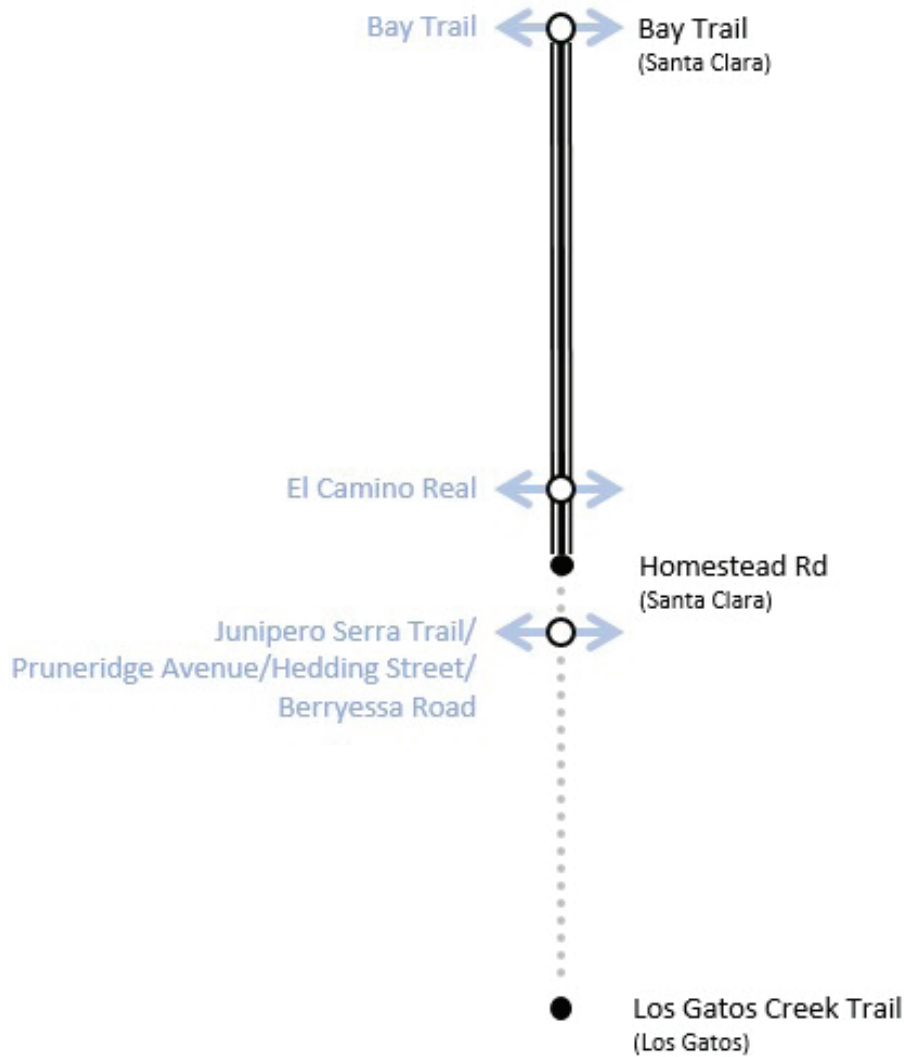 Bay Trail
Bay Trail
(Santa Clara)
El Camino Real
Homestead Rd
(Santa Clara)
Junipero Serra Trail/
Pruneridge Avenue/Hedding Street/
Berryessa Road
Los Gatos Creek Trail
(Los Gatos)